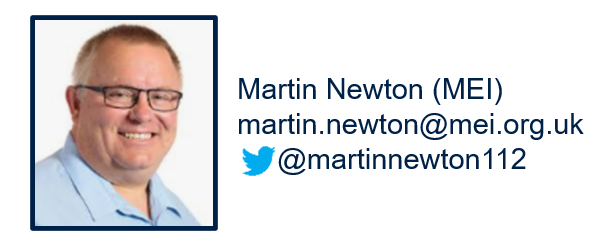 Martin Newton (MEI)
martin.newton@mei.org.uk
@martinnewton112